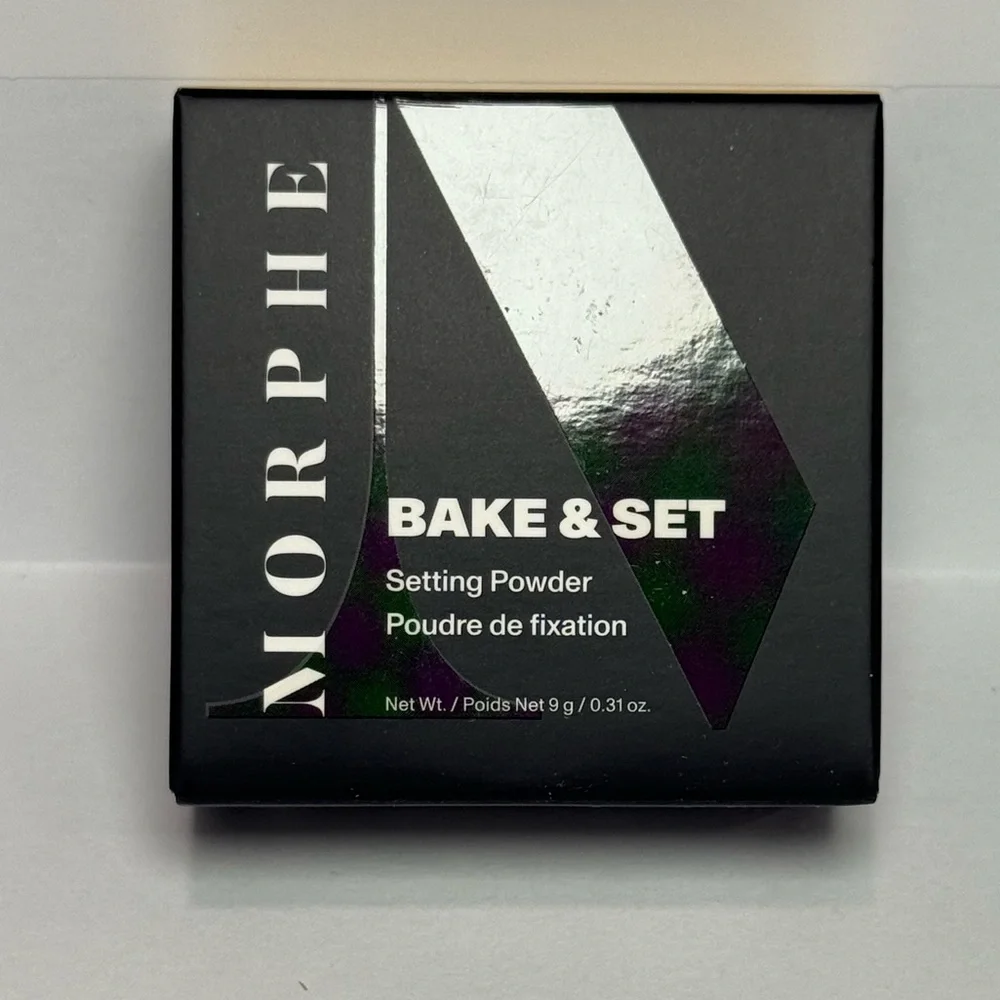 MORPHE
BAKE & SET
Setting Powder
Poudre de fixation
Net Wt. / Poids Net 9 g / 0.31 oz.